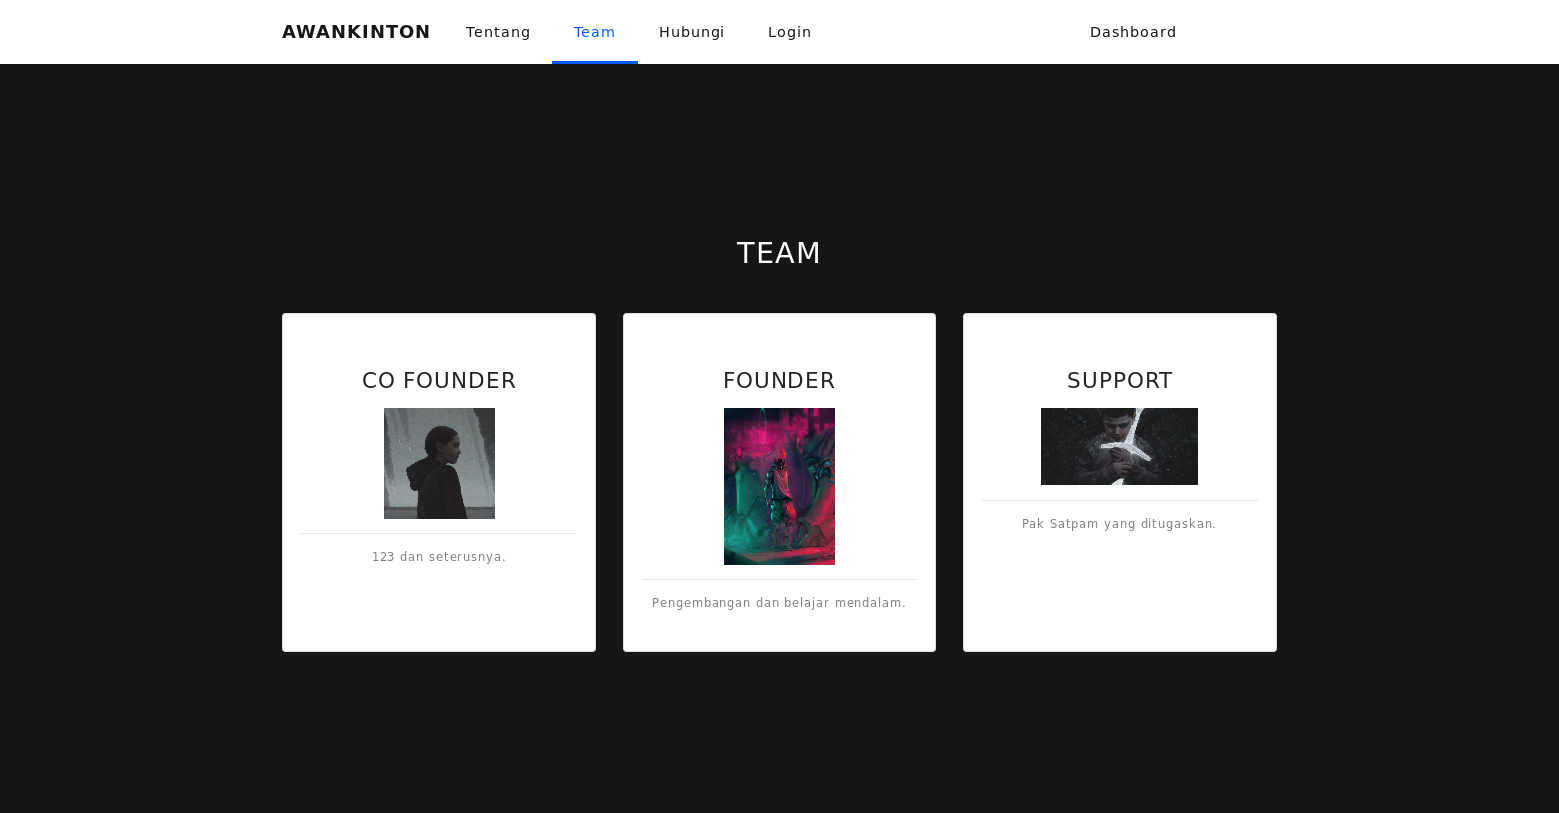 AWANKINTON Tentang Team Hubungi Login Dashboard
TEAM
CO FOUNDER
123 dan seterusnya.
FOUNDER
Pengembangan dan belajar mendalam.
SUPPORT
Pak Satpam yang ditugaskan.